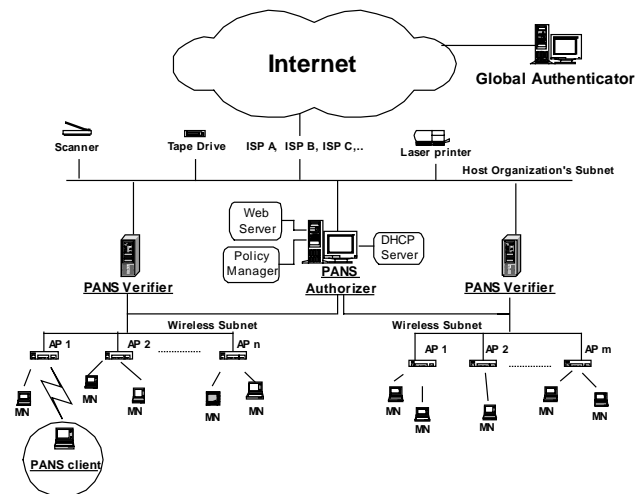 Internet
Global Authenticator
Scanner
Tape Drive
ISP A, ISP B, ISP C,..
Laser printer
Host Organization's Subnet
Web
Server
Policy
Manager
DHCP
Server
PANS Verifier
PANS
Authorizer
PANS Verifier
Wireless Subnet
Wireless Subnet
AP 1
AP 2
AP n
AP 1
AP 2
AP m
MN
MN
MN
MN
MN
MN
MN
MN
MN
MN
PANS client